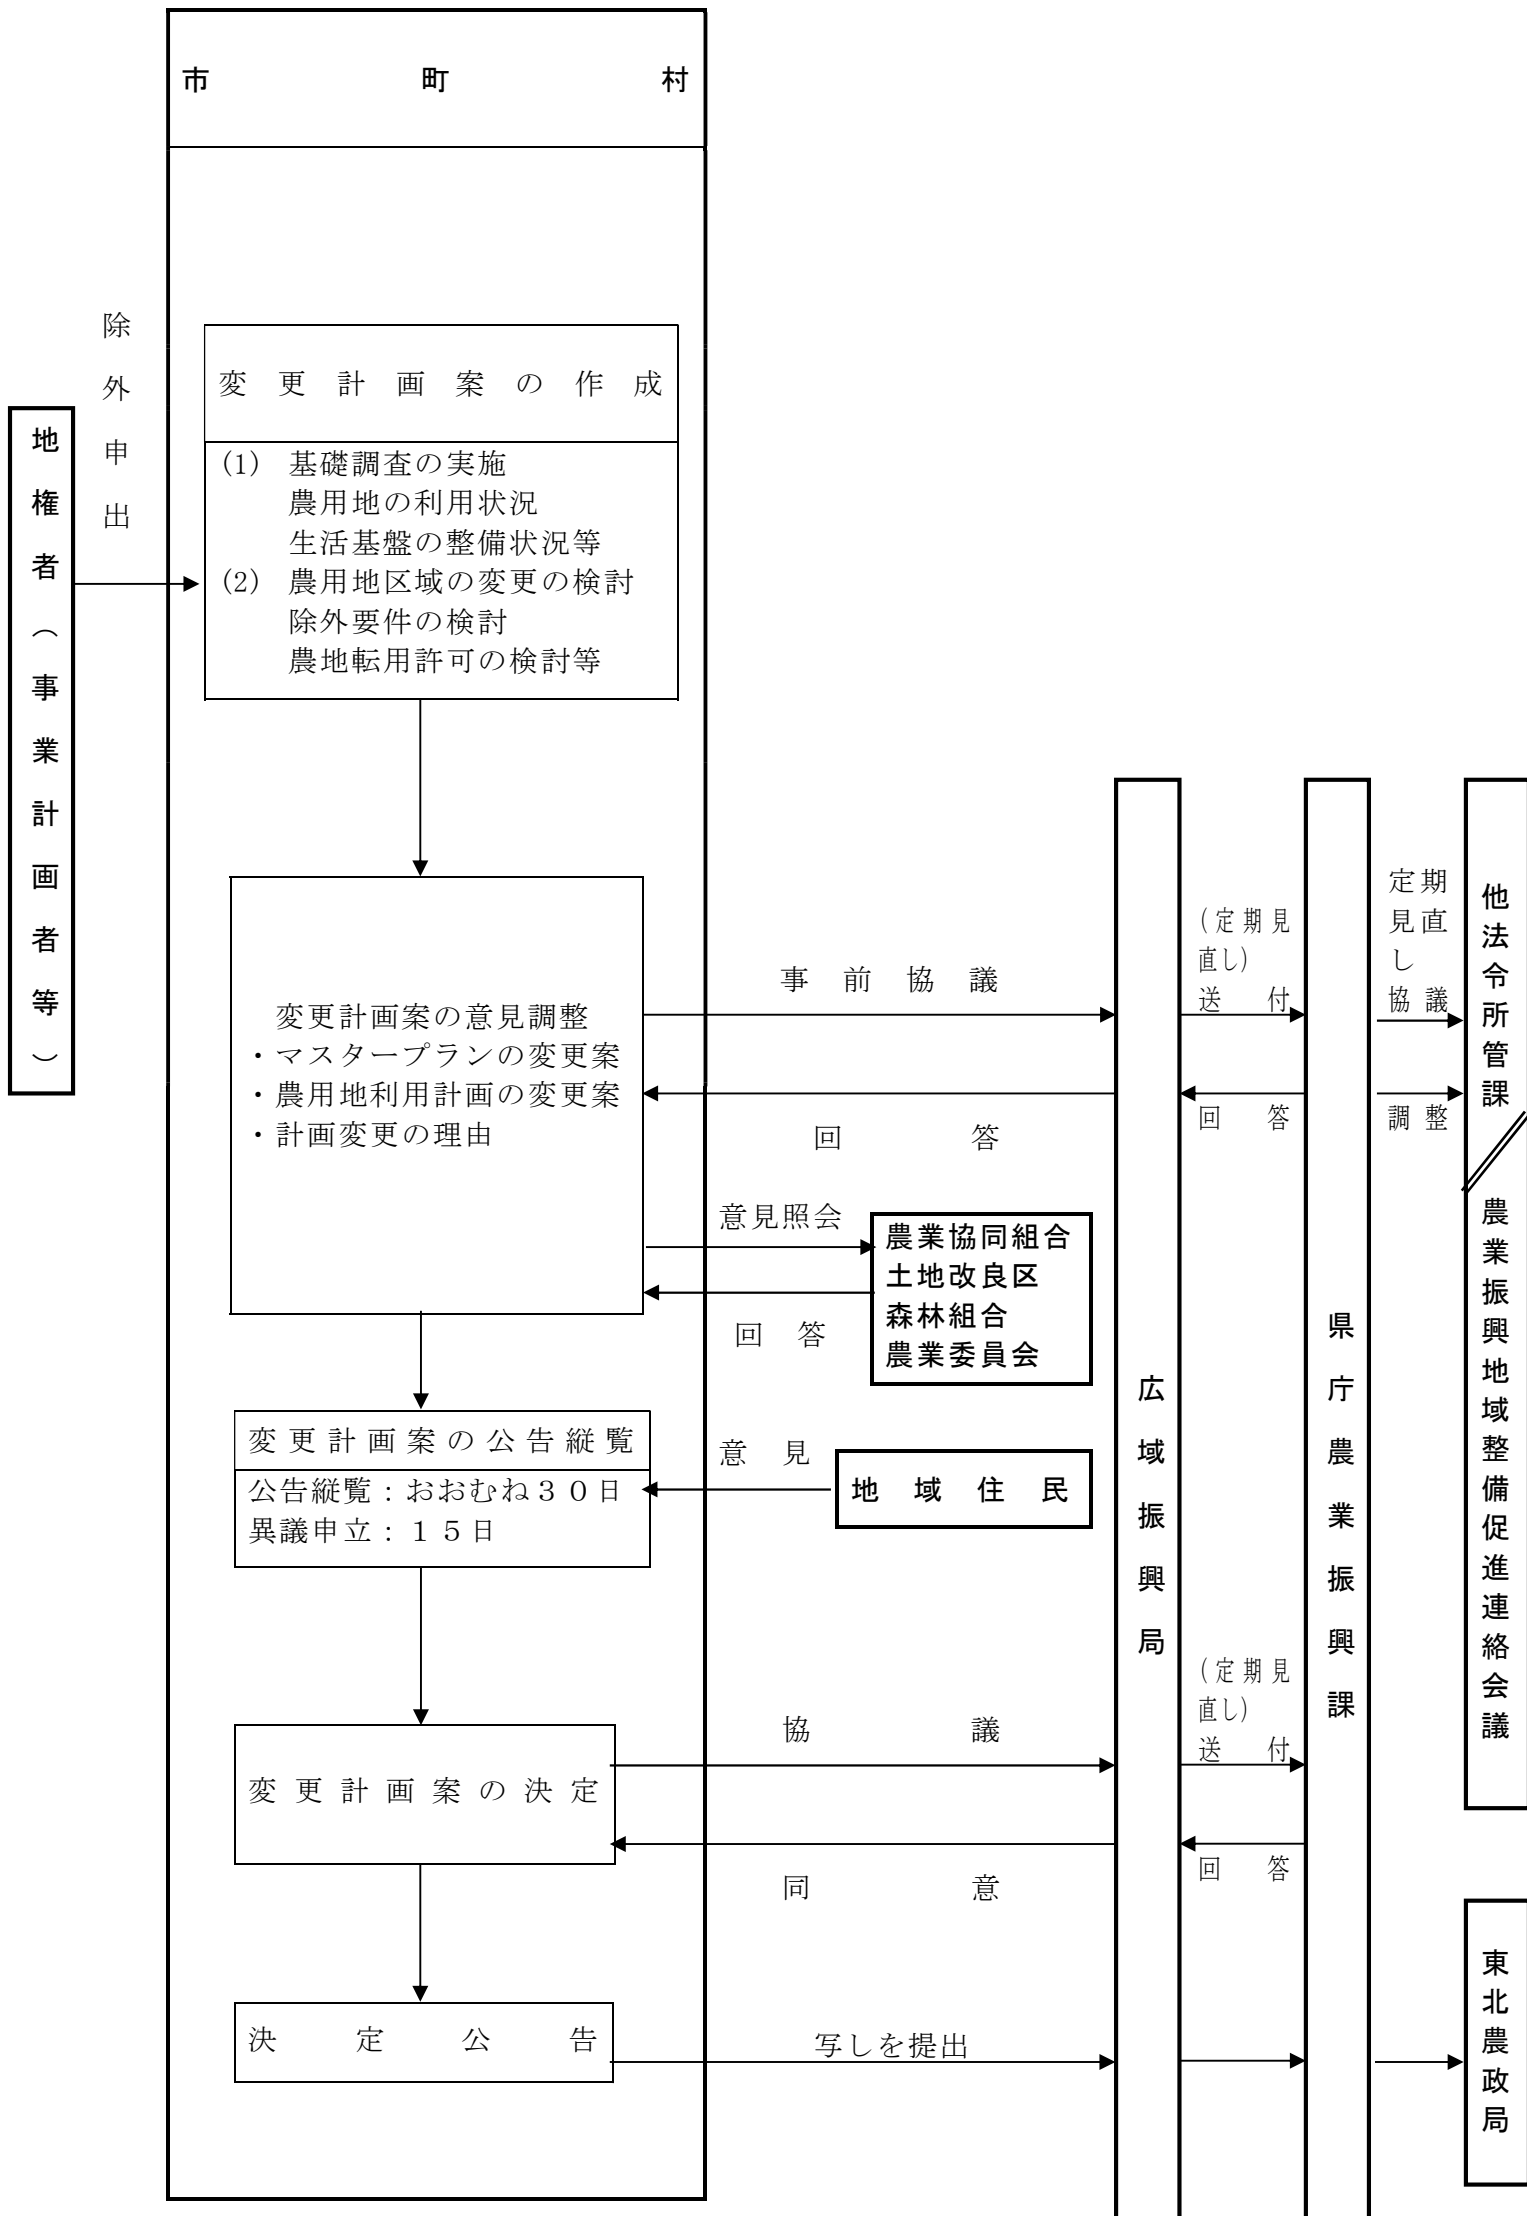 市町村
地権者（事業計画者等）
除外申出
変更計画案の作成
(1) 基礎調査の実施
農用地の利用状況
生活基盤の整備状況等
(2) 農用地区域の変更の検討
除外要件の検討
農地転用許可の検討等
変更計画案の意見調整
・マスタープランの変更案
・農用地利用計画の変更案
・計画変更の理由
事前協議
回答
(定期見
直し)
送付
回答
定期
見直
し
協議
調整
意見照会
回答
農業協同組合
土地改良区
森林組合
農業委員会
変更計画案の公告縦覧
公告縦覧：おおむね３０日
異議申立：１５日
意見
地域住民
変更計画案の決定
協議
同意
(定期見
直し)
送付
回答
決定公告
写しを提出
広域振興局
県庁農業振興課
他法令所管課
農業振興地域整備促進連絡会議
東北農政局